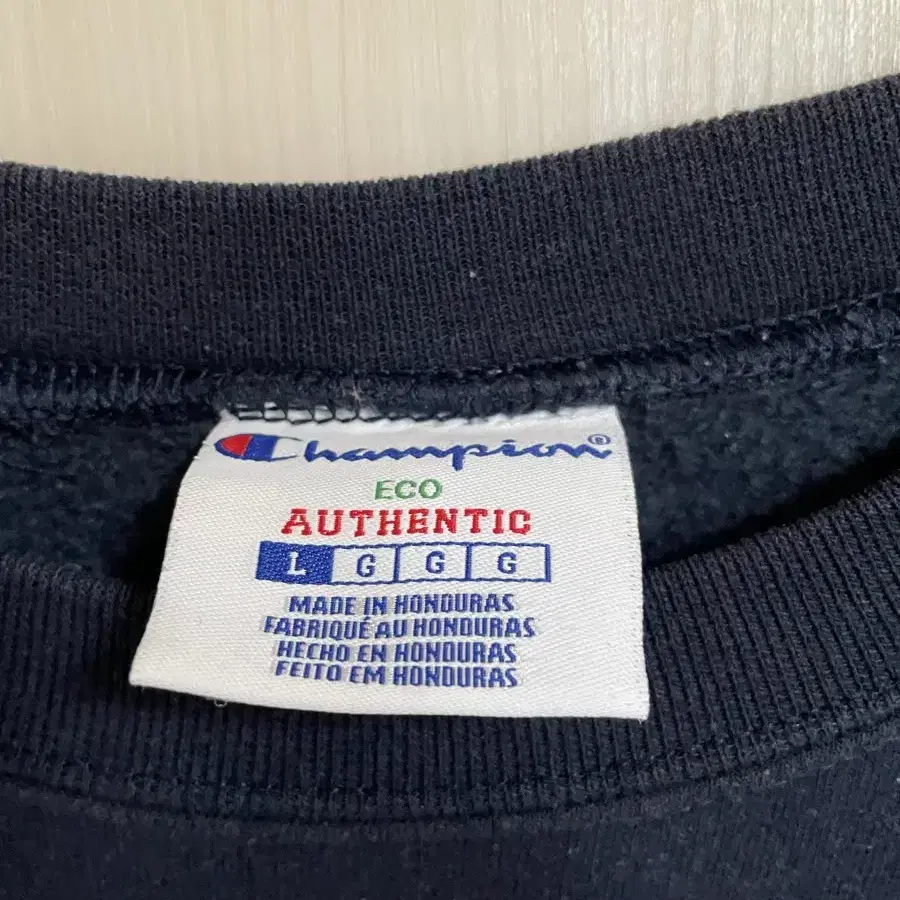 Champion®
ECO
AUTHENTIC
L G G G
MADE IN HONDURAS
FABRIQUÉ AU HONDURAS
HECHO EN HONDURAS
FEITO EM HONDURAS